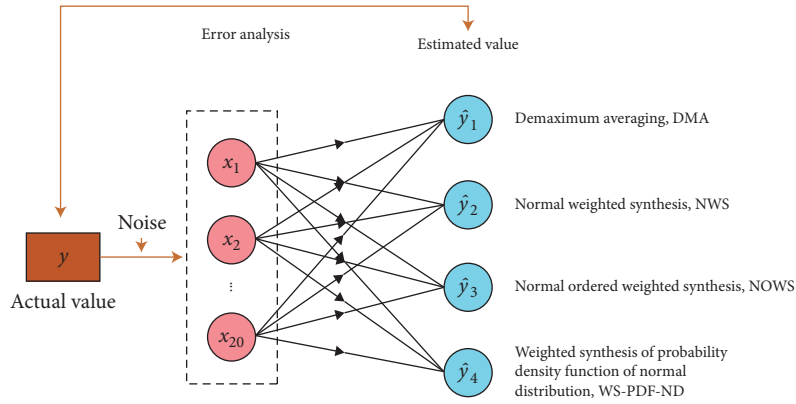 Error analysis
Estimated value
ŷ1
Demaximum averaging, DMA
x1
ŷ2
Normal weighted synthesis, NWS
Noise
y
x2
Actual value
...
ŷ3
Normal ordered weighted synthesis, NOWS
x20
ŷ4
Weighted synthesis of probability
density function of normal
distribution, WS-PDF-ND